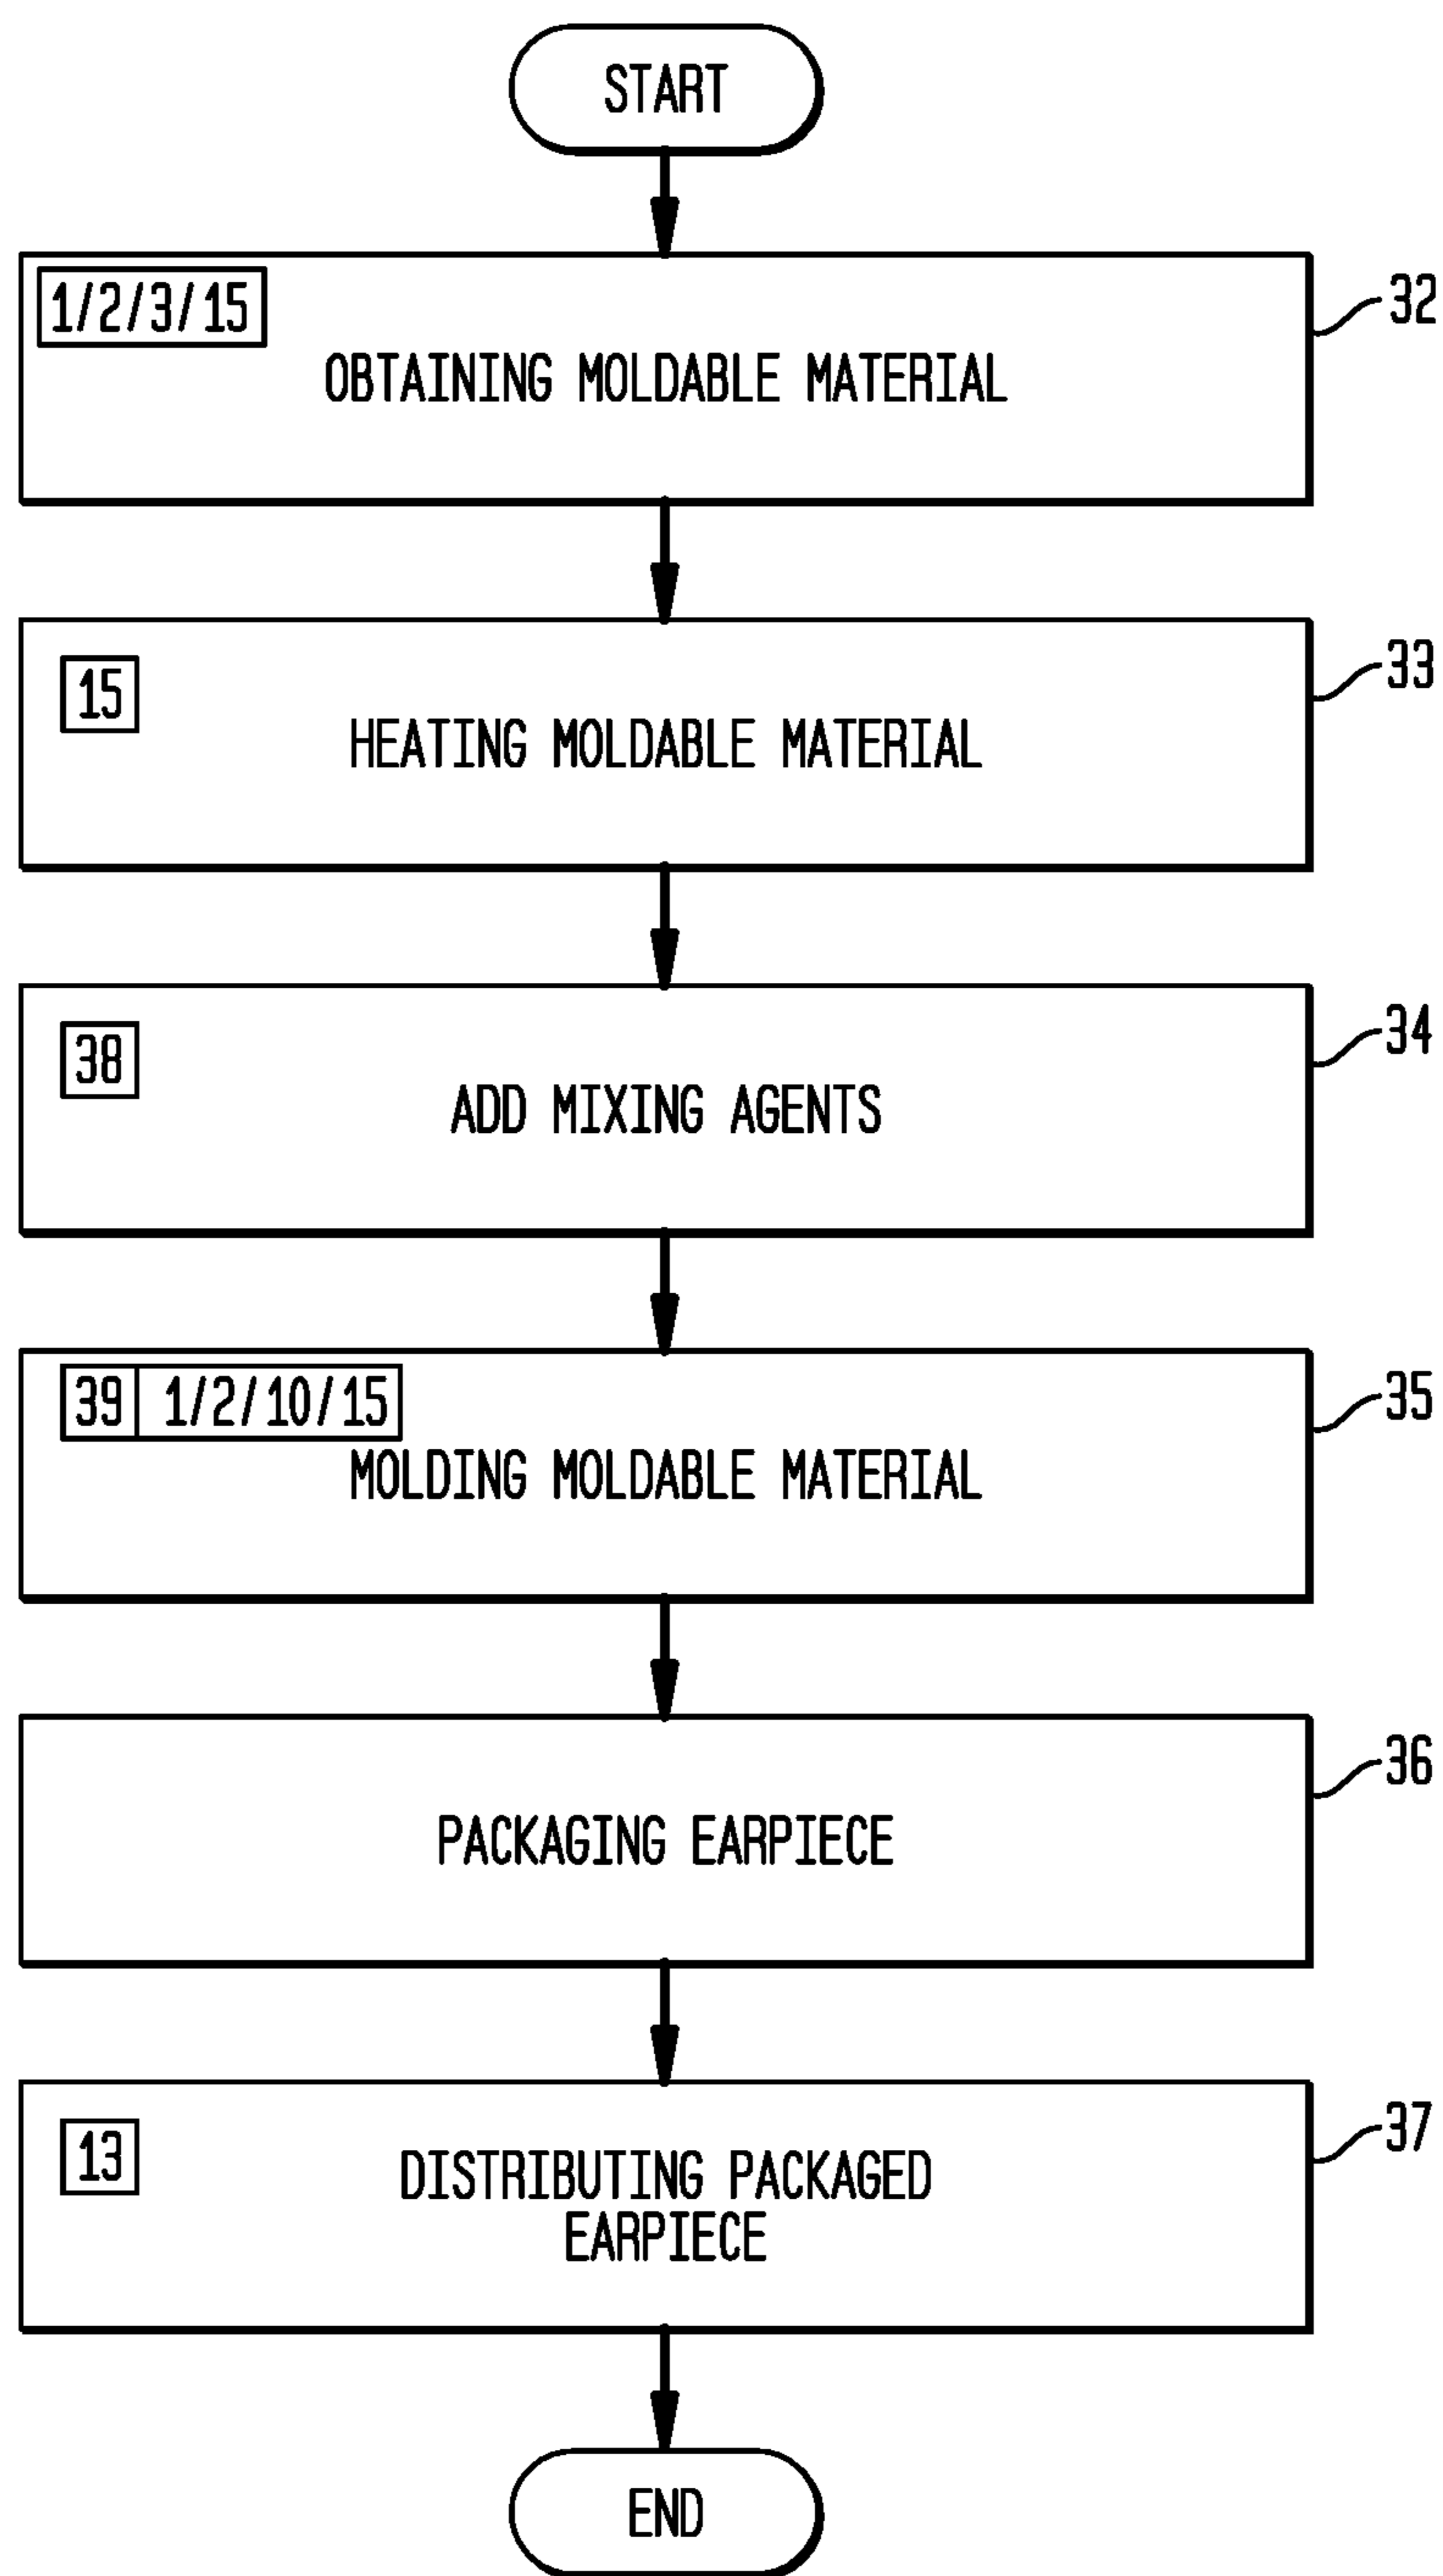 START
1/2/3/15
32
OBTAINING MOLDABLE MATERIAL
15
33
HEATING MOLDABLE MATERIAL
38
34
ADD MIXING AGENTS
39 1/2/10/15
35
MOLDING MOLDABLE MATERIAL
36
PACKAGING EARPIECE
13
37
DISTRIBUTING PACKAGED
EARPIECE
END